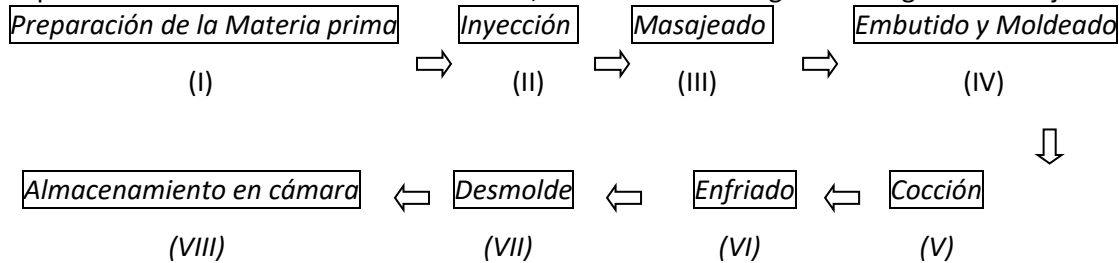 Preparación de la Materia prima Inyección Masajeado Embutido y Moldeado
(I) (II) (III) (IV)
Almacenamiento en cámara Desmolde Enfriado Cocción
(VIII) (VII) (VI) (V)